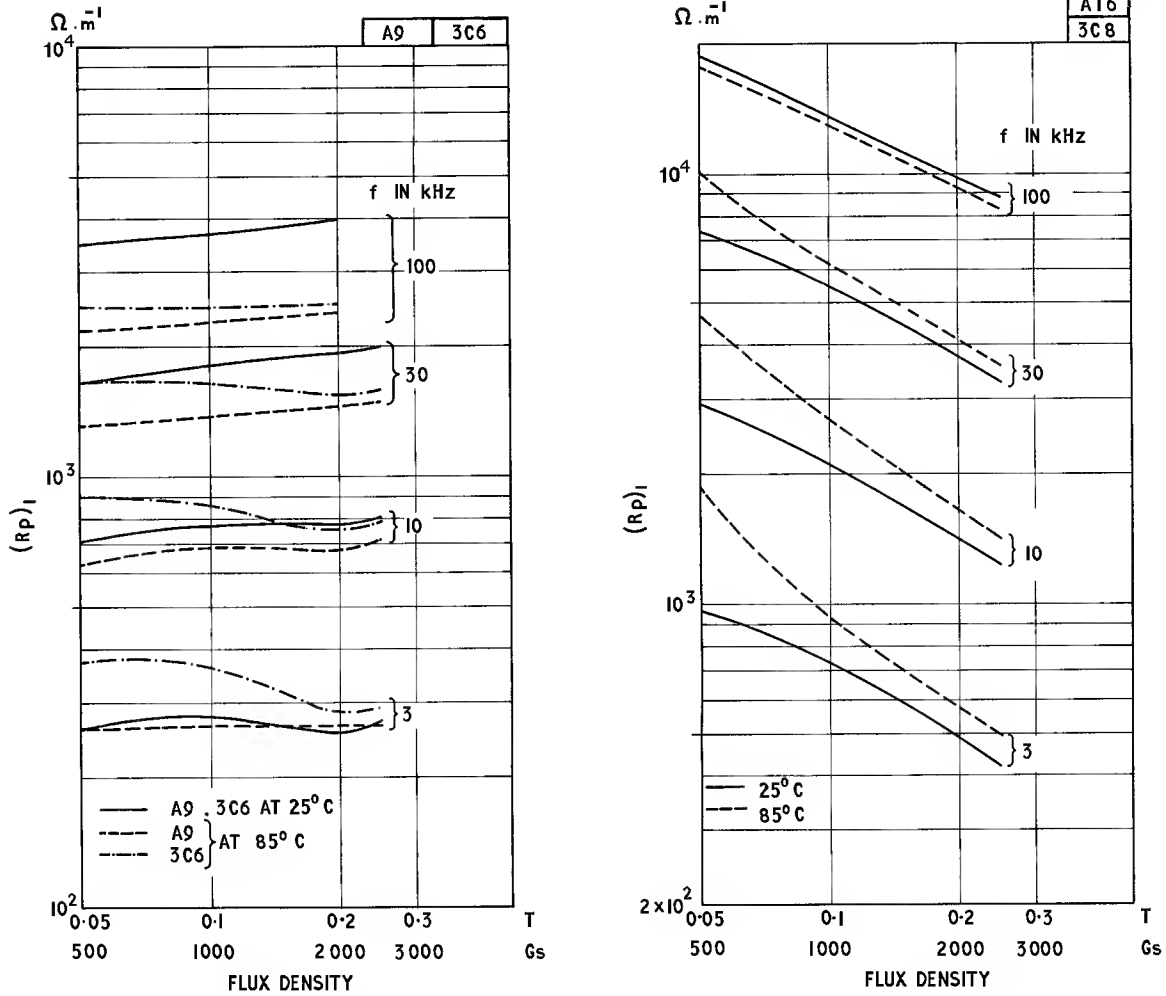 Ω .m⁻¹
A9 3C6
10⁴
f IN kHz
100
30
10³
(Rp)₁
10
3
A9 . 3C6 AT 25°C
A9
3C6 } AT 85°C
10²
0·05 0·1 0·2 0·3 T
500 1000 2000 3000 Gs
FLUX DENSITY
Ω .m⁻¹
A16
3C8
f IN kHz
10⁴
100
30
(Rp)₁
10
10³
3
25°C
85°C
2×10²
0·05 0·1 0·2 0·3 T
500 1000 2000 3000 Gs
FLUX DENSITY